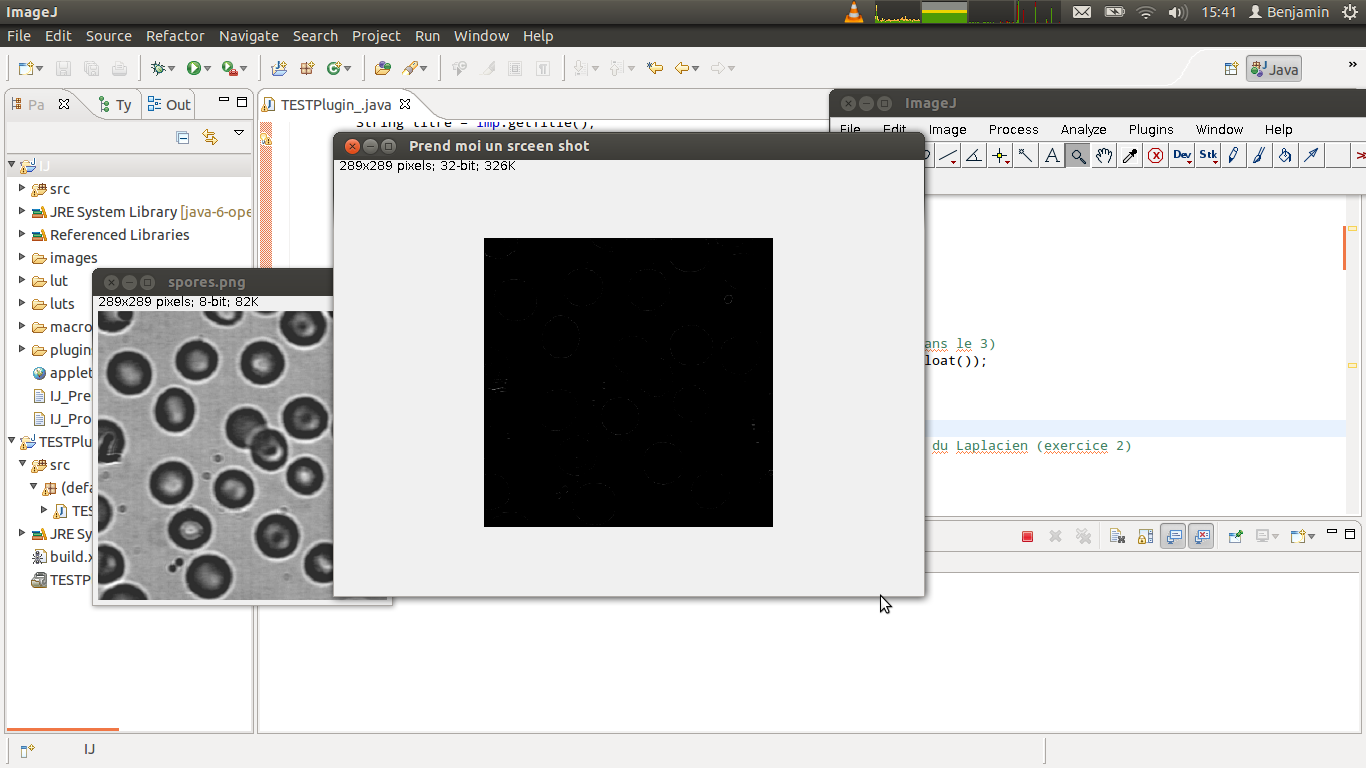 ImageJ
15:41 Benjamin
File Edit Source Refactor Navigate Search Project Run Window Help
Java
»
Pa Ty Out
TESTPlugin_.java
String titre = imp.getTitle();
IJ
src
JRE System Library [java-6-ope
Referenced Libraries
images
lut
luts
macro
plugin
applet
IJ_Pre
IJ_Pro
TESTPlu
src
(defa
TES
JRE Sy
build.x
TESTP
spores.png
289x289 pixels; 8-bit; 82K
Prend moi un srceen shot
289x289 pixels; 32-bit; 326K
ImageJ
File Edit Image Process Analyze Plugins Window Help
A Dev Stk
ans le 3)
loat());
du Laplacien (exercice 2)
IJ